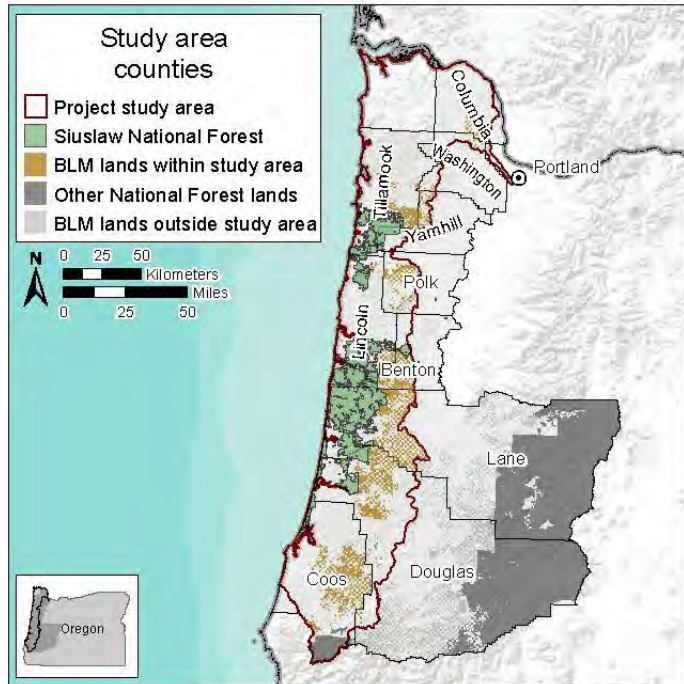 Study area
counties
Project study area
Siuslaw National Forest
BLM lands within study area
Other National Forest lands
BLM lands outside study area
N
0 25 50
Kilometers
Miles
0 25 50
Columbia
Portland
Washington
Tillamook
Yamhill
Polk
Lincoln
Benton
Lane
Douglas
Coos
Oregon